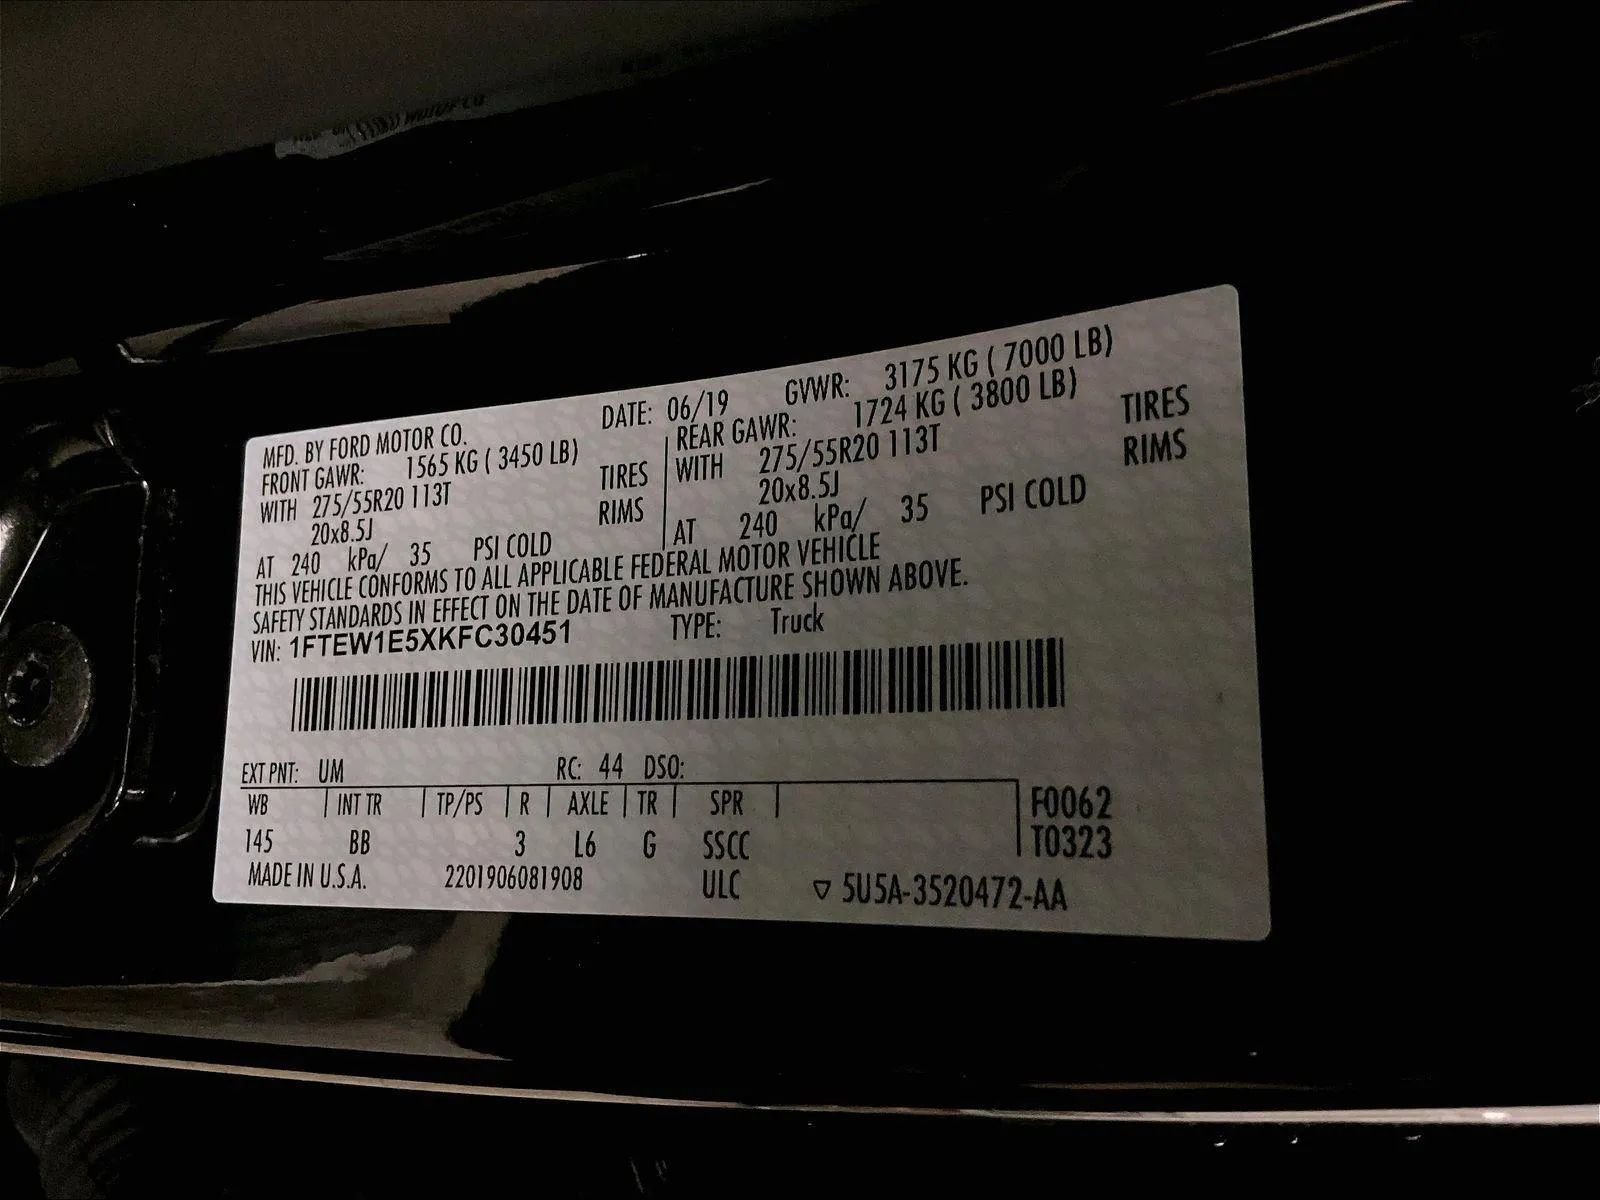 MFD. BY FORD MOTOR CO. DATE: 06/19 GVWR: 3175 KG ( 7000 LB)
FRONT GAWR: 1565 KG ( 3450 LB) REAR GAWR: 1724 KG ( 3800 LB)
WITH 275/55R20 113T TIRES WITH 275/55R20 113T TIRES
20x8.5J RIMS 20x8.5J RIMS
AT 240 kPa/ 35 PSI COLD AT 240 kPa/ 35 PSI COLD
THIS VEHICLE CONFORMS TO ALL APPLICABLE FEDERAL MOTOR VEHICLE
SAFETY STANDARDS IN EFFECT ON THE DATE OF MANUFACTURE SHOWN ABOVE.
VIN: 1FTEW1E5XKFC30451 TYPE: Truck
EXT PNT: UM RC: 44 DSO:
WB INT TR TP/PS R AXLE TR SPR F0062
145 BB 3 L6 G SSCC T0323
MADE IN U.S.A. 2201906081908 ULC ▽ 5U5A-3520472-AA